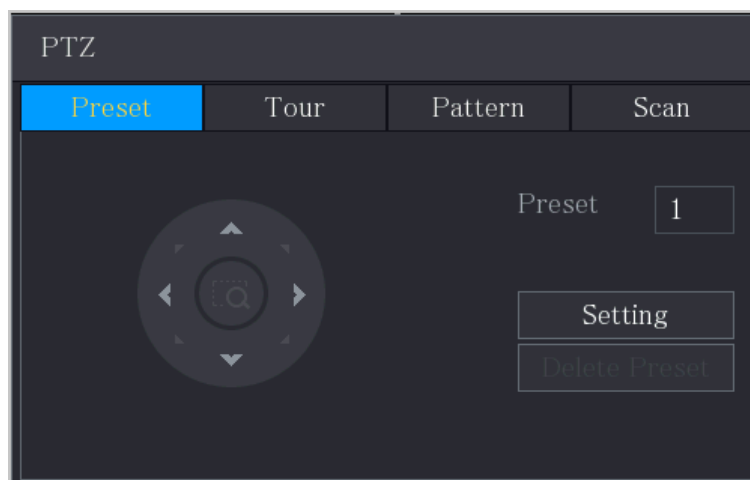 PTZ
Preset Tour Pattern Scan
Preset 1
Setting
Delete Preset